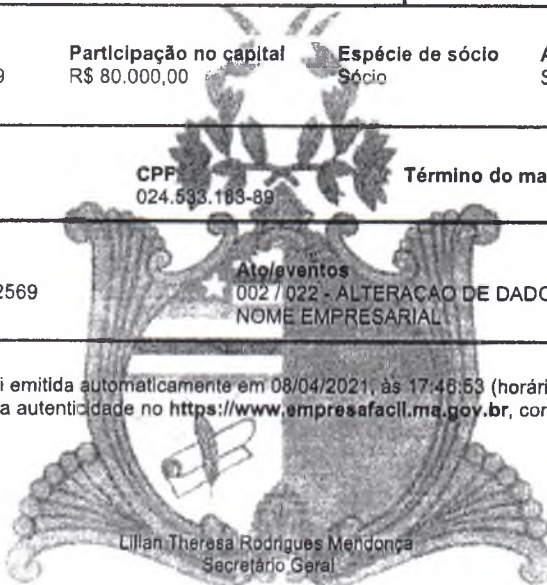 Participação no capital Espécie de sócio A
9 R$ 80.000,00 Sócio S
CPF Término do ma
024.533.183-89
Ato/eventos
2569 002 / 022 - ALTERACAO DE DADO
NOME EMPRESARIAL
i emitida automaticamente em 08/04/2021, às 17:46:53 (horári
a autenticidade no https://www.empresafacil.ma.gov.br, con
Lilian Theresa Rodrigues Mendonça
Secretário Geral